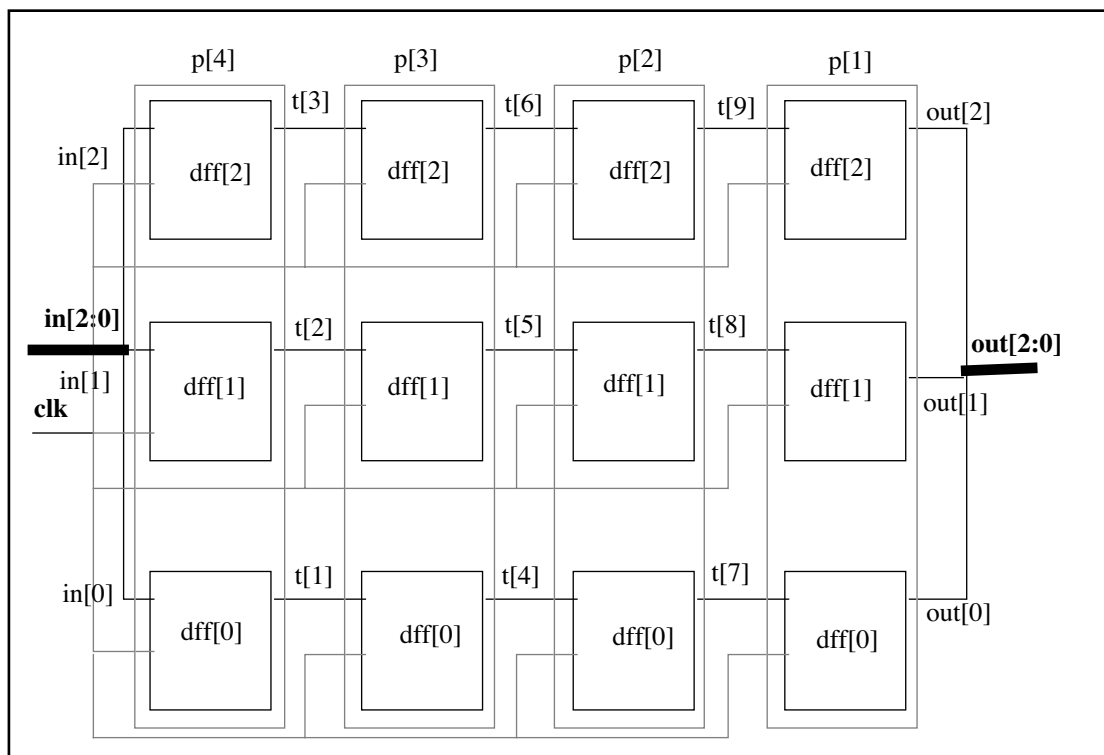 p[4] p[3] p[2] p[1]
t[3] t[6] t[9] out[2]
in[2] dff[2] dff[2] dff[2] dff[2]
in[2:0] t[2] t[5] t[8] out[2:0]
in[1] dff[1] dff[1] dff[1] dff[1] out[1]
clk
in[0] t[1] t[4] t[7] out[0]
dff[0] dff[0] dff[0] dff[0]